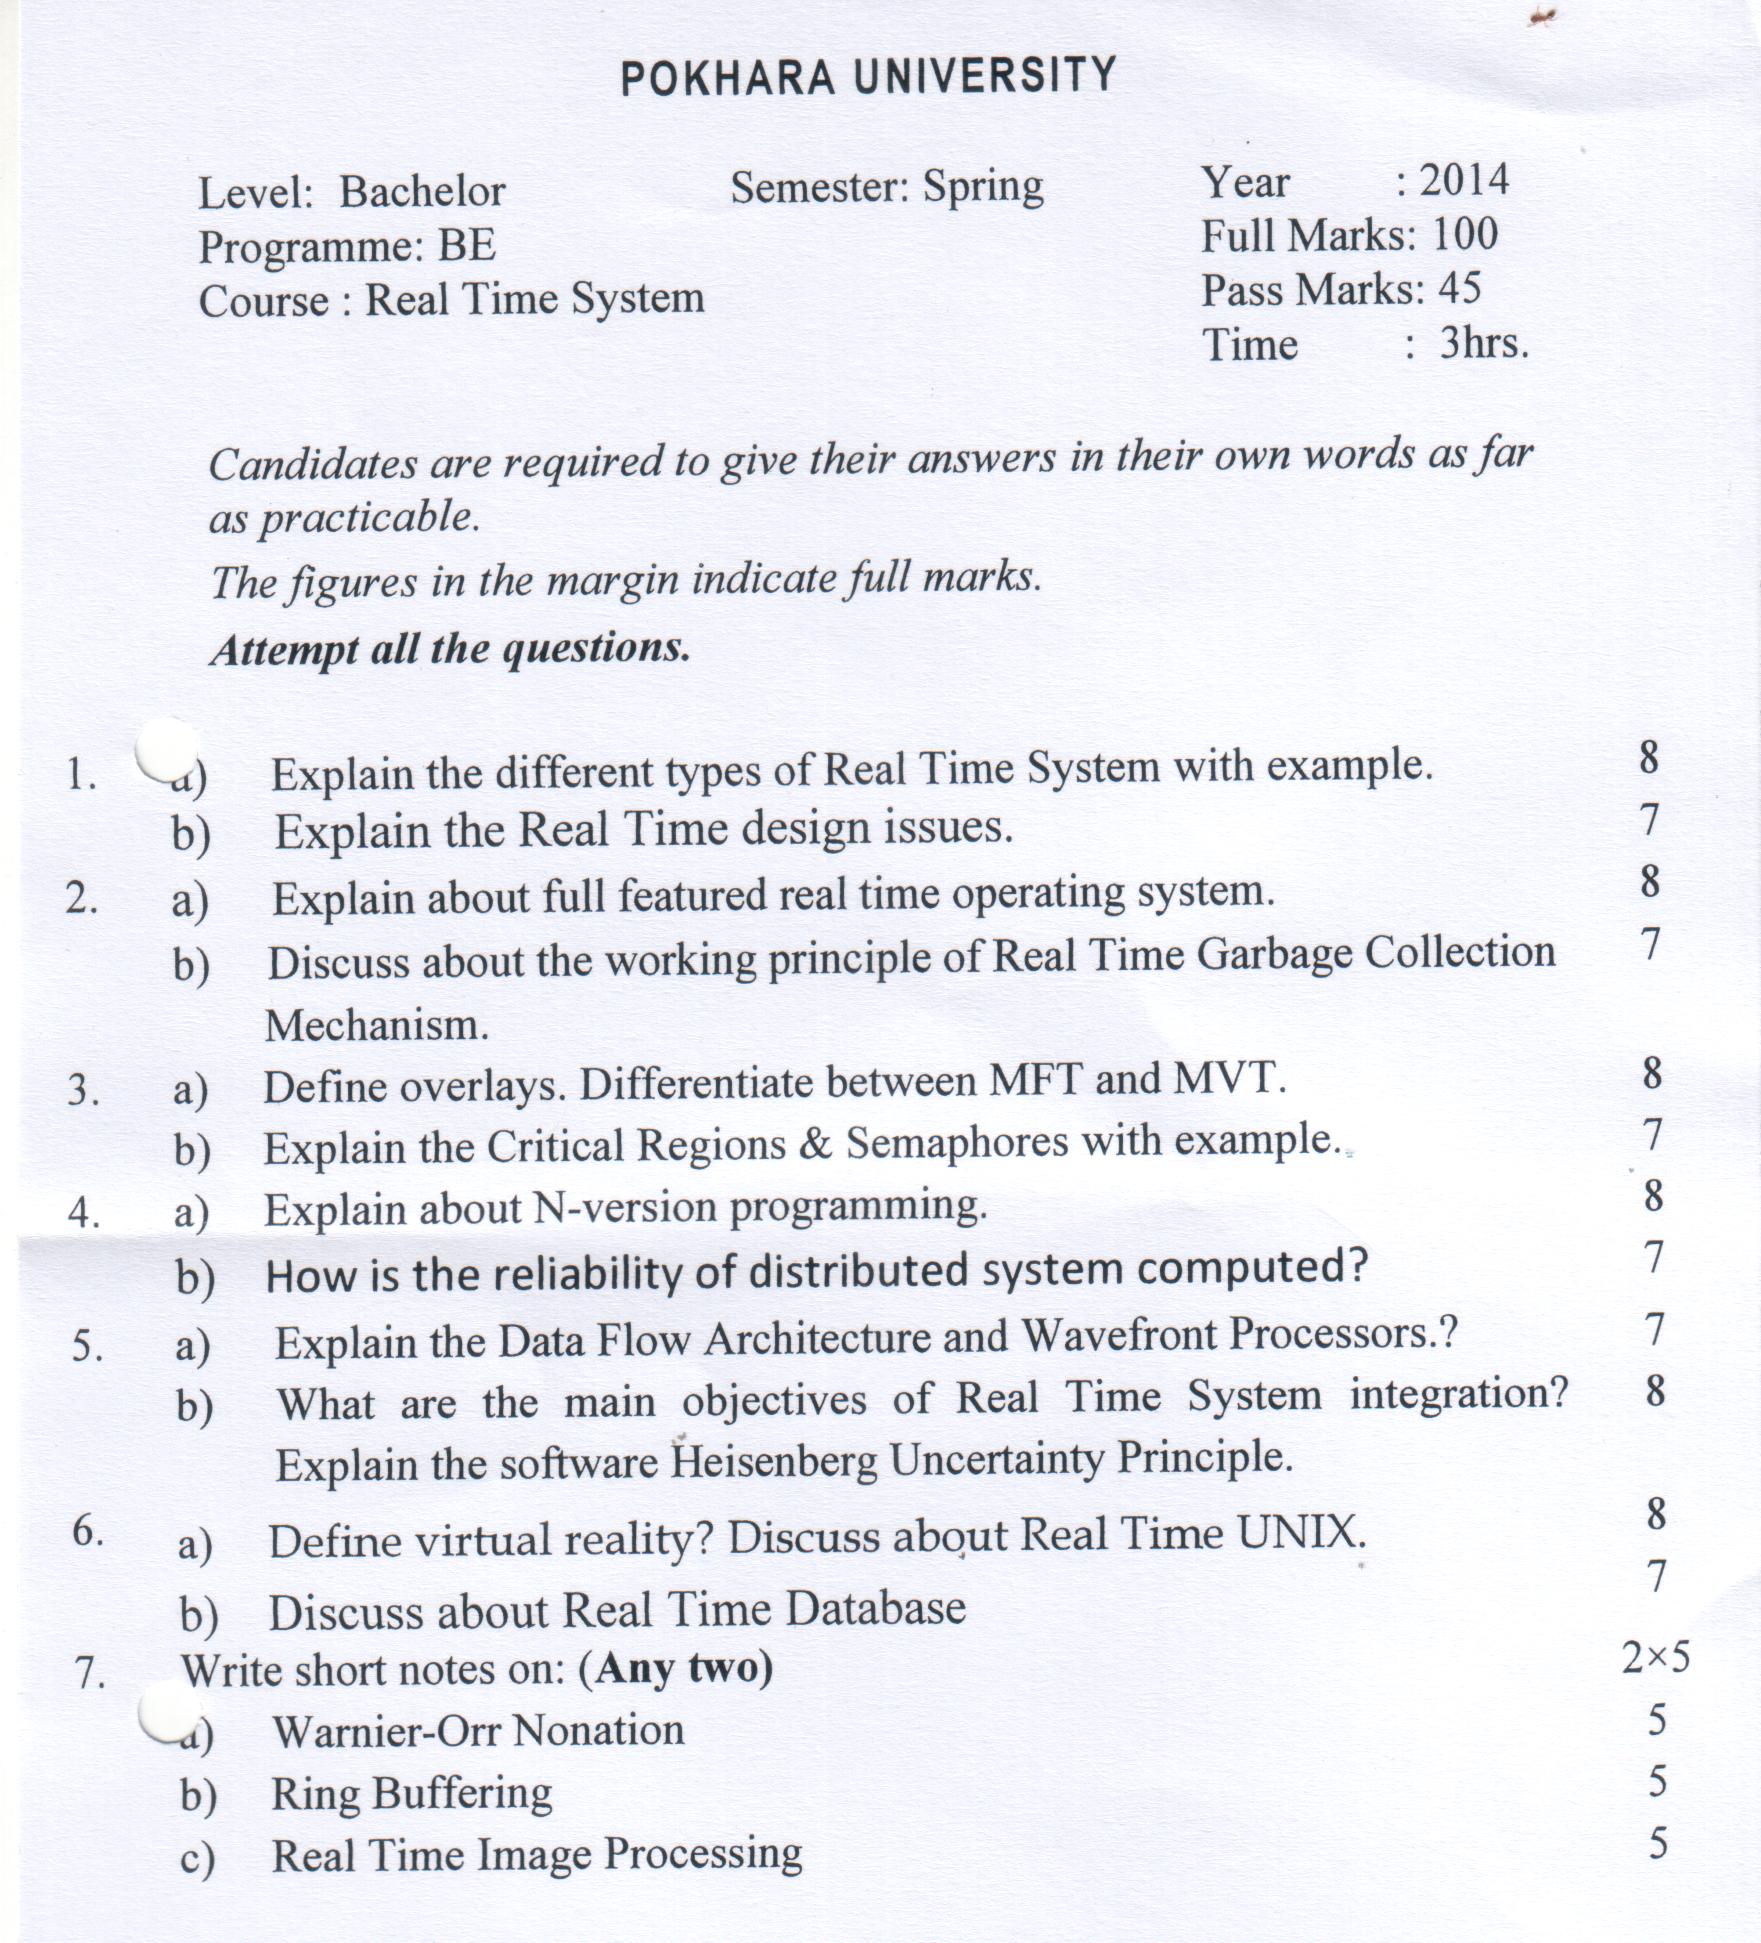 POKHARA UNIVERSITY
Level: Bachelor Semester: Spring Year : 2014
Programme: BE Full Marks: 100
Course : Real Time System Pass Marks: 45
Time : 3hrs.
Candidates are required to give their answers in their own words as far
as practicable.
The figures in the margin indicate full marks.
Attempt all the questions.
1. a) Explain the different types of Real Time System with example. 8
b) Explain the Real Time design issues. 7
2. a) Explain about full featured real time operating system. 8
b) Discuss about the working principle of Real Time Garbage Collection 7
Mechanism.
3. a) Define overlays. Differentiate between MFT and MVT. 8
b) Explain the Critical Regions & Semaphores with example. 7
4. a) Explain about N-version programming. 8
b) How is the reliability of distributed system computed? 7
5. a) Explain the Data Flow Architecture and Wavefront Processors.? 7
b) What are the main objectives of Real Time System integration? 8
Explain the software Heisenberg Uncertainty Principle.
6. a) Define virtual reality? Discuss about Real Time UNIX. 8
b) Discuss about Real Time Database 7
7. Write short notes on: (Any two) 2×5
a) Warnier-Orr Nonation 5
b) Ring Buffering 5
c) Real Time Image Processing 5